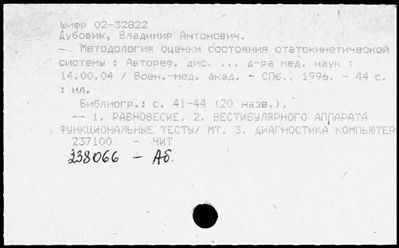 Шифр 02-32822
Дубовик, Владимир Антонович.
— Методология оценки состояния статокинетической
системы : Автореф. дис. ... д-ра мед. наук :
14.00.04 / Воен.-мед. акад. - СПб., 1996. - 44 с.
: ил.
Библиогр.: с. 41-44 (20 назв.).
-- 1. РАВНОВЕСИЕ. 2. ВЕСТИБУЛЯРНОГО АППАРАТА
ФУНКЦИОНАЛЬНЫЕ ТЕСТЫ/ МТ. 3. ДИАГНОСТИКА КОМПЬЮТЕР
237100 - ЧИТ
238066 - Аб.